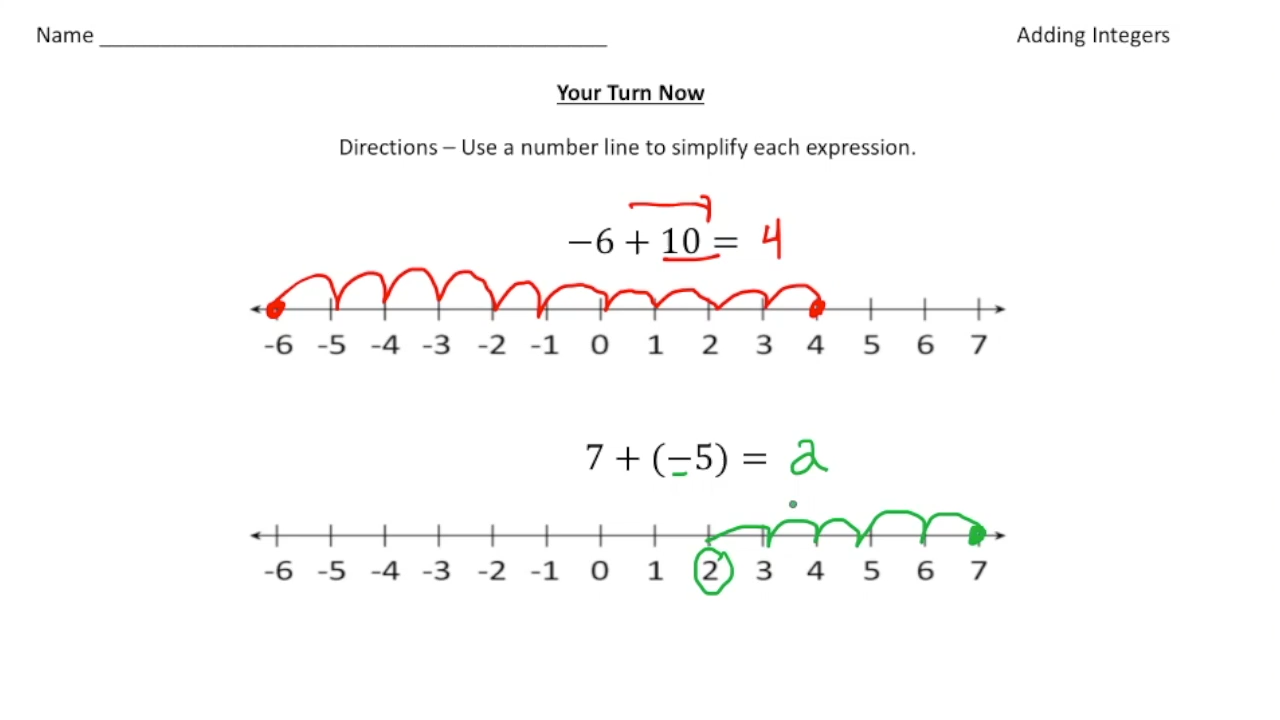 Name ________________________________________ Adding Integers
Your Turn Now
Directions – Use a number line to simplify each expression.
−6 + 10 = 4
-6 -5 -4 -3 -2 -1 0 1 2 3 4 5 6 7
7 + (−5) = 2
-6 -5 -4 -3 -2 -1 0 1 2 3 4 5 6 7